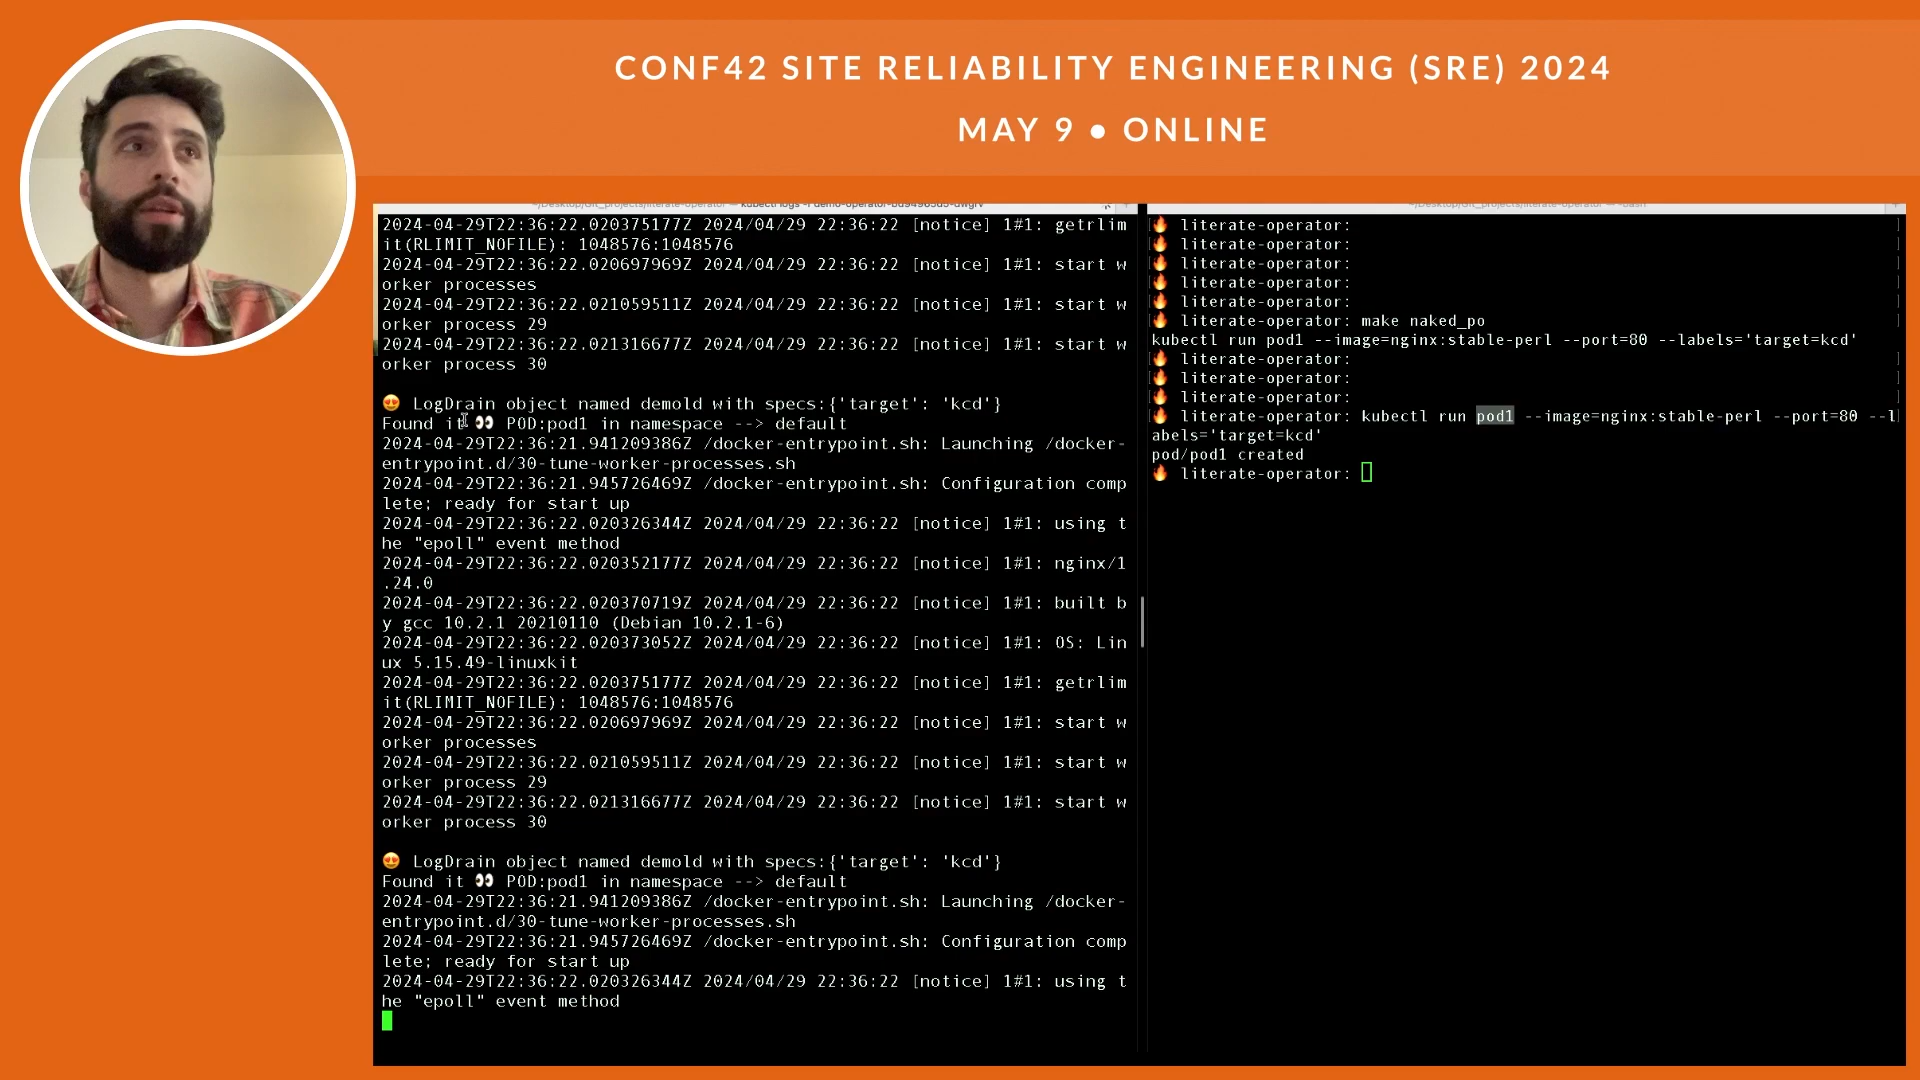 CONF42 SITE RELIABILITY ENGINEERING (SRE) 2024
MAY 9 • ONLINE
2024-04-29T22:36:22.020375177Z 2024/04/29 22:36:22 [notice] 1#1: getrlim
it(RLIMIT_NOFILE): 1048576:1048576
2024-04-29T22:36:22.020697969Z 2024/04/29 22:36:22 [notice] 1#1: start w
orker processes
2024-04-29T22:36:22.021059511Z 2024/04/29 22:36:22 [notice] 1#1: start w
orker process 29
2024-04-29T22:36:22.021316677Z 2024/04/29 22:36:22 [notice] 1#1: start w
orker process 30
😍 LogDrain object named demold with specs:{'target': 'kcd'}
Found it 👀 POD:pod1 in namespace --> default
2024-04-29T22:36:21.941209386Z /docker-entrypoint.sh: Launching /docker-
entrypoint.d/30-tune-worker-processes.sh
2024-04-29T22:36:21.945726469Z /docker-entrypoint.sh: Configuration comp
lete; ready for start up
2024-04-29T22:36:22.020326344Z 2024/04/29 22:36:22 [notice] 1#1: using t
he "epoll" event method
2024-04-29T22:36:22.020352177Z 2024/04/29 22:36:22 [notice] 1#1: nginx/1
.24.0
2024-04-29T22:36:22.020370719Z 2024/04/29 22:36:22 [notice] 1#1: built b
y gcc 10.2.1 20210110 (Debian 10.2.1-6)
2024-04-29T22:36:22.020373052Z 2024/04/29 22:36:22 [notice] 1#1: OS: Lin
ux 5.15.49-linuxkit
2024-04-29T22:36:22.020375177Z 2024/04/29 22:36:22 [notice] 1#1: getrlim
it(RLIMIT_NOFILE): 1048576:1048576
2024-04-29T22:36:22.020697969Z 2024/04/29 22:36:22 [notice] 1#1: start w
orker processes
2024-04-29T22:36:22.021059511Z 2024/04/29 22:36:22 [notice] 1#1: start w
orker process 29
2024-04-29T22:36:22.021316677Z 2024/04/29 22:36:22 [notice] 1#1: start w
orker process 30
😍 LogDrain object named demold with specs:{'target': 'kcd'}
Found it 👀 POD:pod1 in namespace --> default
2024-04-29T22:36:21.941209386Z /docker-entrypoint.sh: Launching /docker-
entrypoint.d/30-tune-worker-processes.sh
2024-04-29T22:36:21.945726469Z /docker-entrypoint.sh: Configuration comp
lete; ready for start up
2024-04-29T22:36:22.020326344Z 2024/04/29 22:36:22 [notice] 1#1: using t
he "epoll" event method
🔥 literate-operator:
🔥 literate-operator:
🔥 literate-operator:
🔥 literate-operator:
🔥 literate-operator:
🔥 literate-operator: make naked_po
kubectl run pod1 --image=nginx:stable-perl --port=80 --labels='target=kcd'
🔥 literate-operator:
🔥 literate-operator:
🔥 literate-operator:
🔥 literate-operator: kubectl run pod1 --image=nginx:stable-perl --port=80 --l
abels='target=kcd'
pod/pod1 created
🔥 literate-operator: